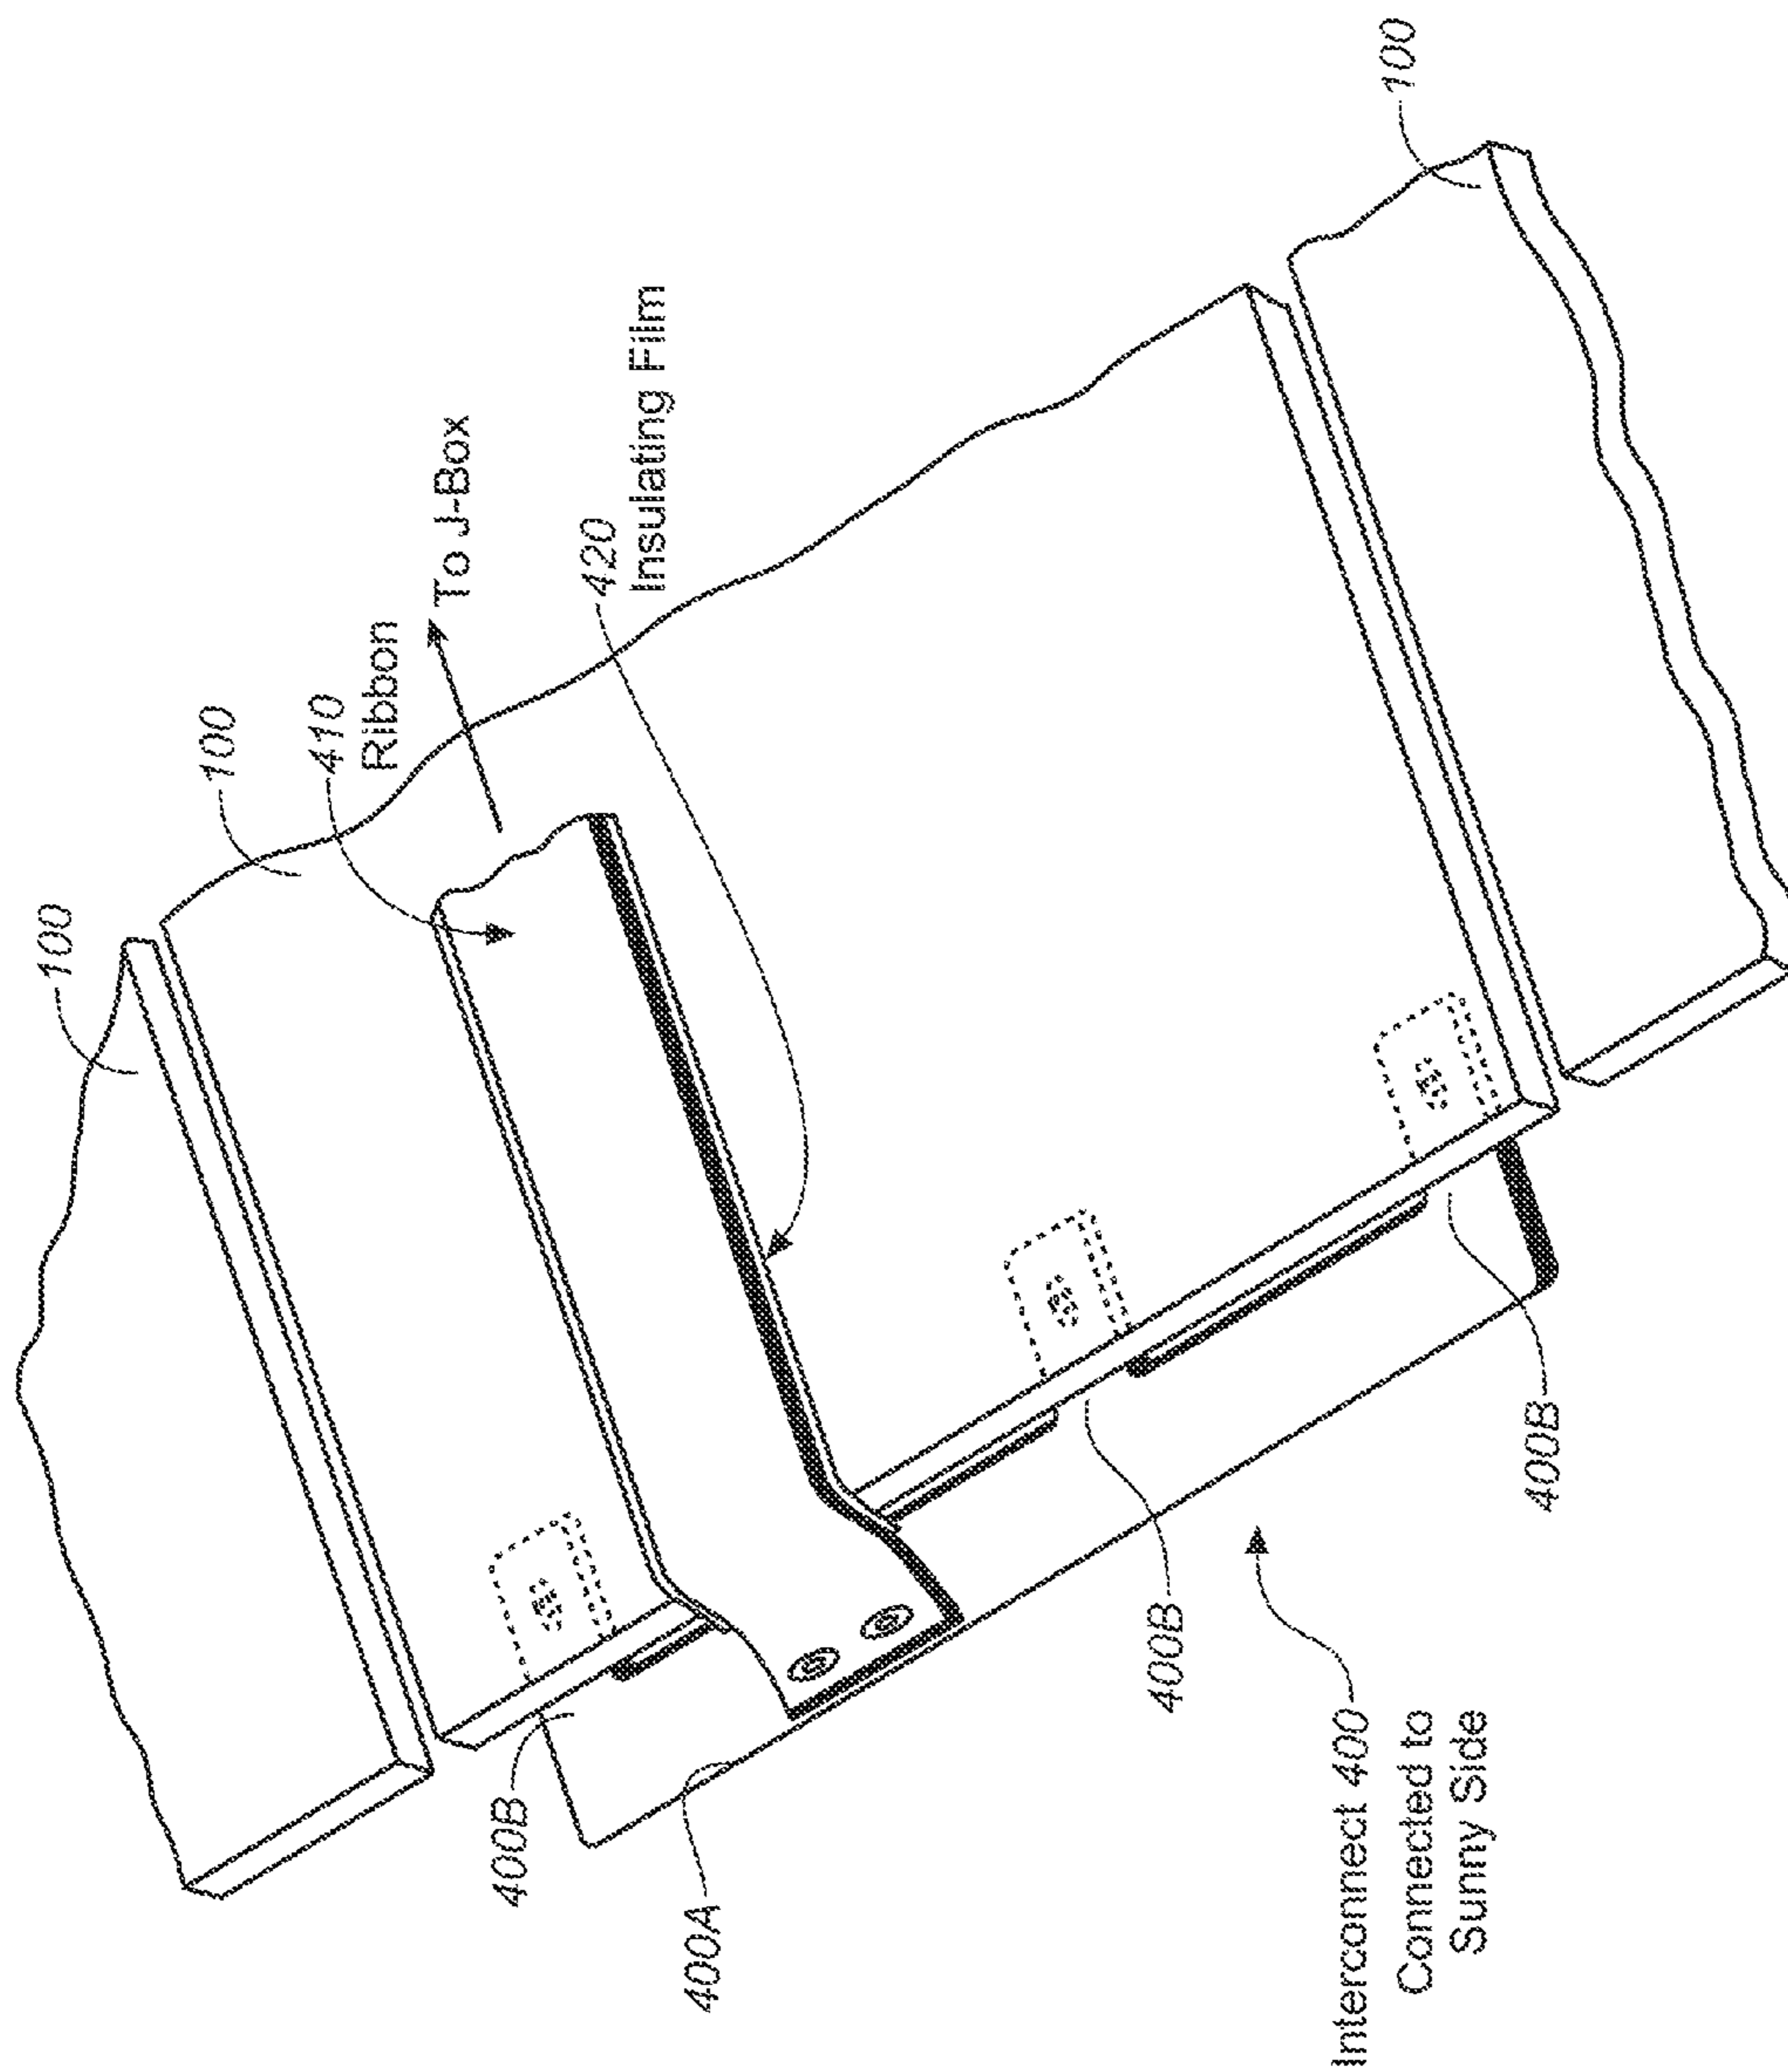 100
100
410
Ribbon
To J-Box
420
Insulating Film
100
400B
400A
400B
400B
Interconnect 400
Connected to
Sunny Side